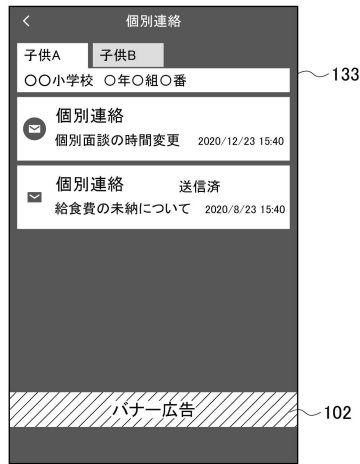 ＜ 個別連絡
子供A 子供B
〇〇小学校 〇年〇組〇番
133
個別連絡
個別面談の時間変更 2020/12/23 15:40
個別連絡 送信済
給食費の未納について 2020/8/23 15:40
バナー広告
102